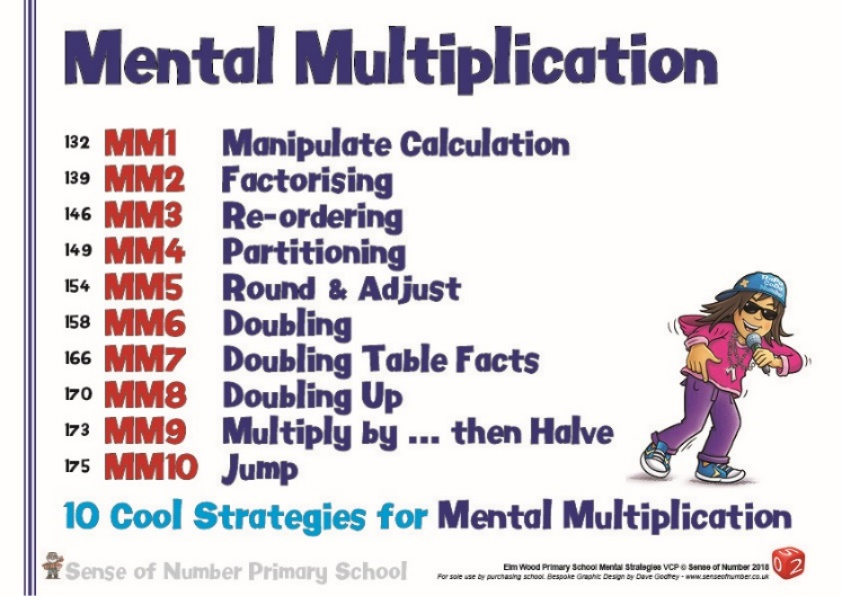 Mental Multiplication
132 MM1 Manipulate Calculation
139 MM2 Factorising
146 MM3 Re-ordering
149 MM4 Partitioning
154 MM5 Round & Adjust
158 MM6 Doubling
166 MM7 Doubling Table Facts
170 MM8 Doubling Up
173 MM9 Multiply by ... then Halve
175 MM10 Jump
10 Cool Strategies for Mental Multiplication
Sense of Number Primary School
Elm Wood Primary School Mental Strategies VCP © Sense of Number 2018
For sole use by purchasing school. Bespoke Graphic Design by Dave Godfrey - www.senseofnumber.co.uk
5 0 2